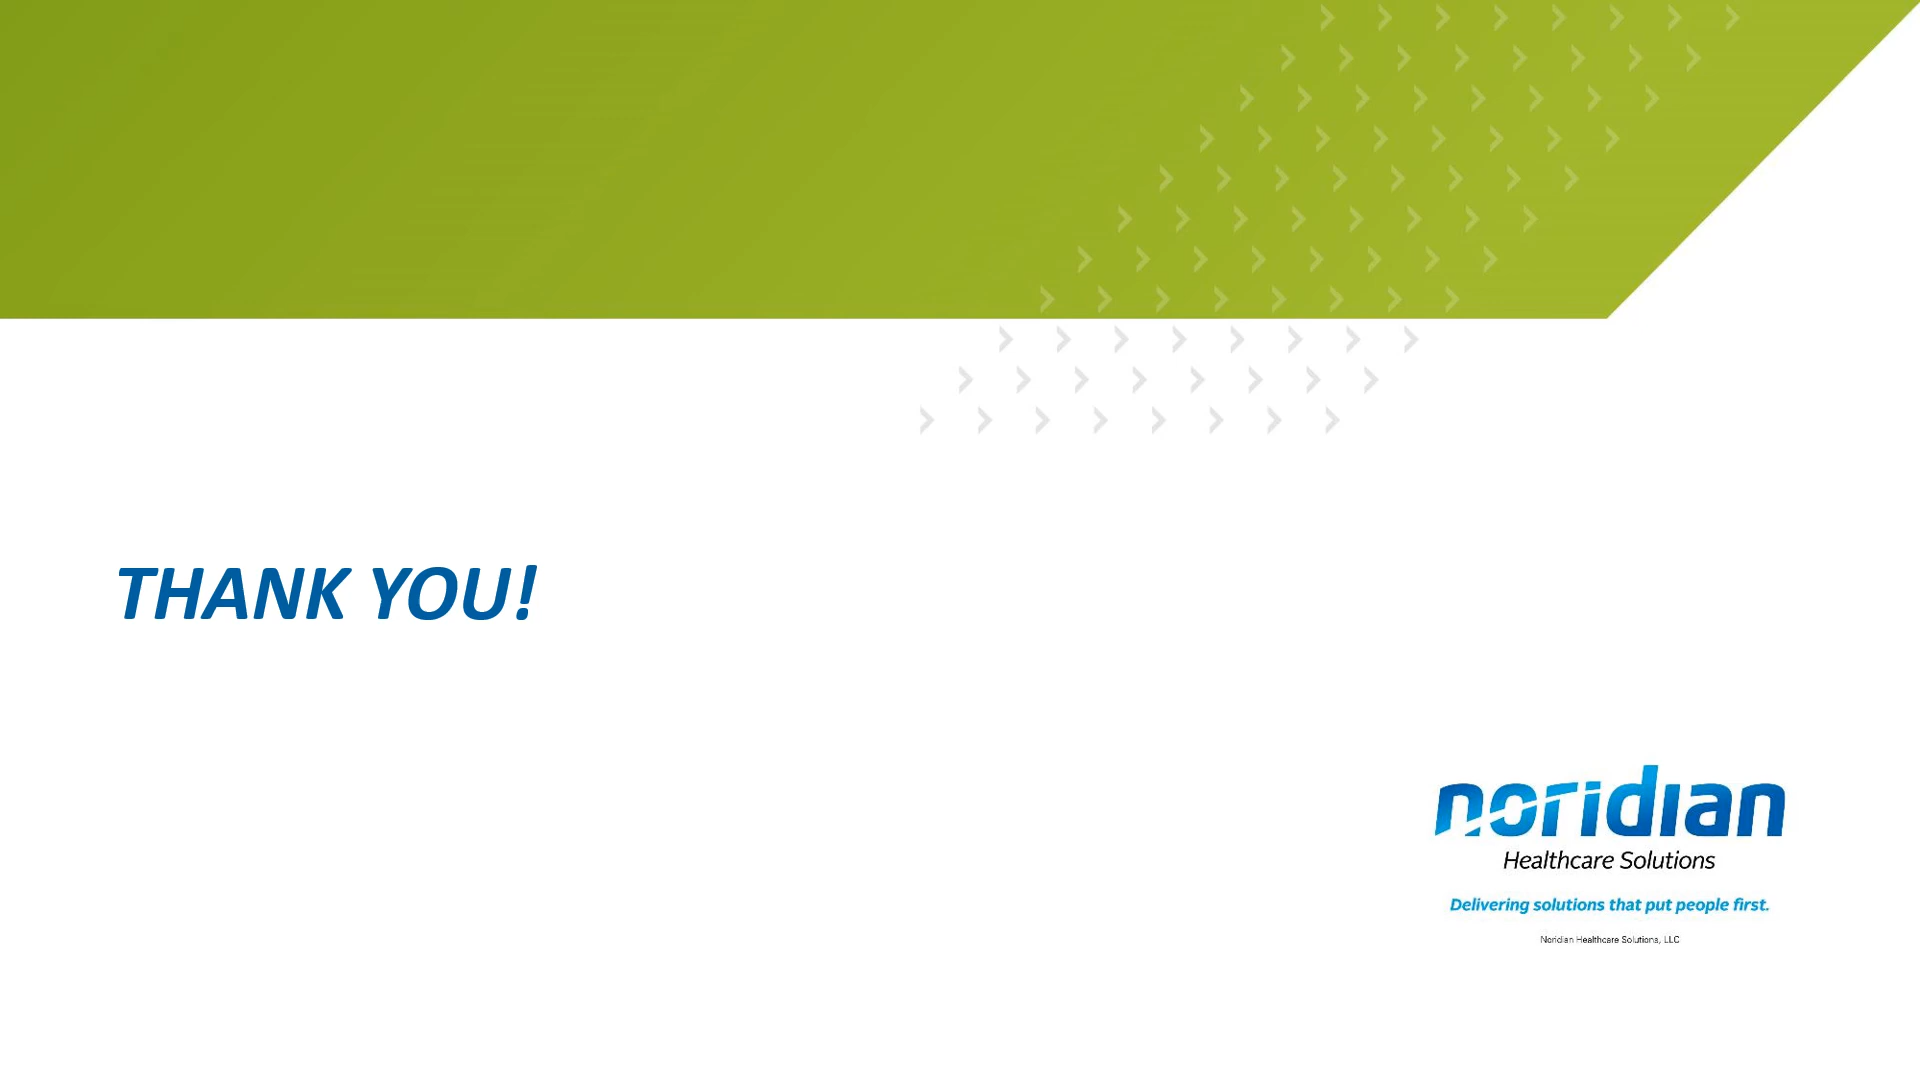 THANK YOU!
noridian
Healthcare Solutions
Delivering solutions that put people first.
Noridian Healthcare Solutions, LLC